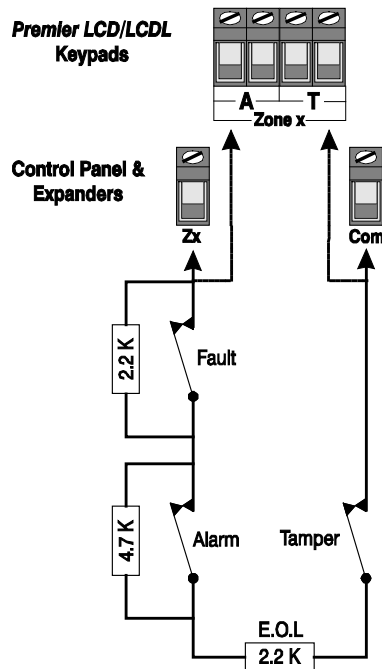 Premier LCD/LCDL
Keypads
A T
Zone x
Control Panel &
Expanders
Zx
Com
2.2 K
Fault
4.7 K
Alarm
Tamper
E.O.L
2.2 K